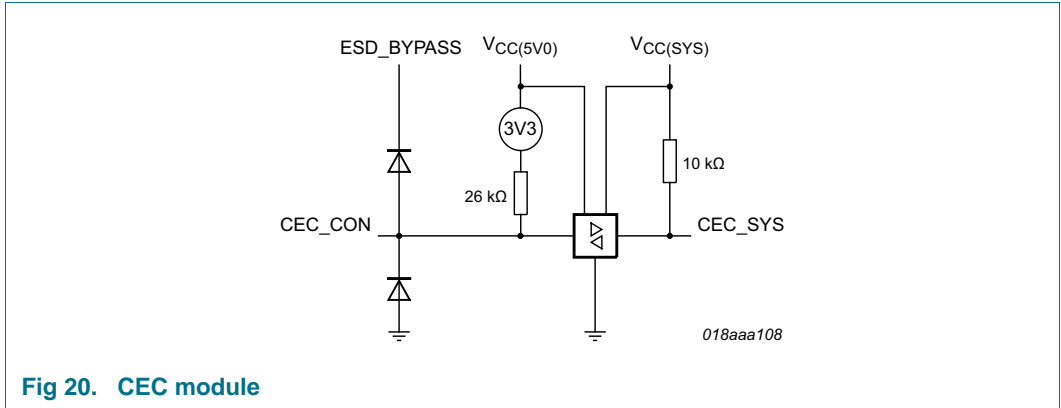 ESD_BYPASS
VCC(5V0)
VCC(SYS)
3V3
10 kΩ
26 kΩ
CEC_CON
CEC_SYS
018aaa108
Fig 20. CEC module